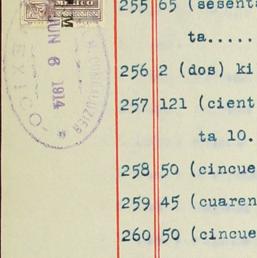 MEXICO
JUN 6 1914
255 65 (sesent
ta.....
256 2 (dos) ki
257 121 (cient
ta 10.
258 50 (cincue
259 45 (cuaren
260 50 (cincue